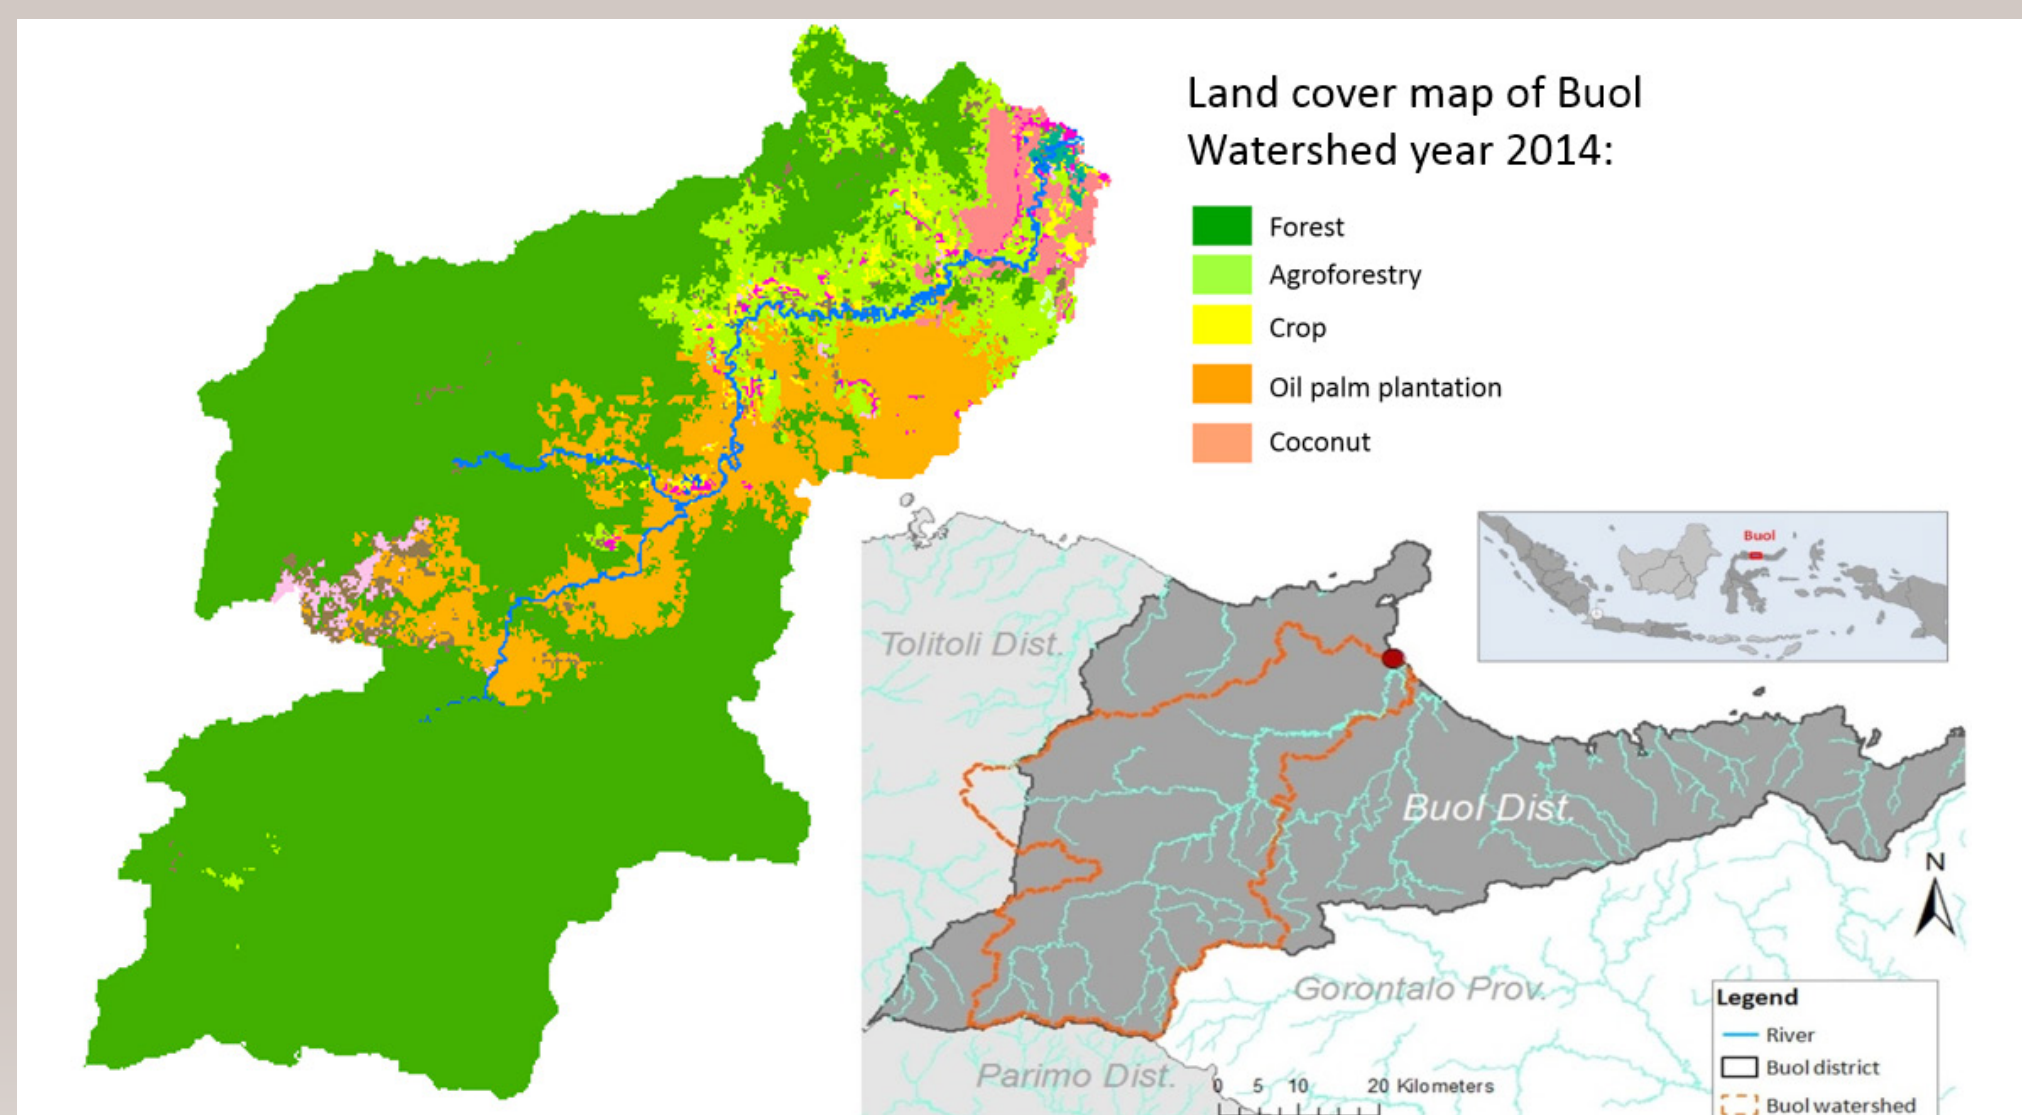 Land cover map of Buol
Watershed year 2014:
Forest
Agroforestry
Crop
Oil palm plantation
Coconut
Buol
Tolitoli Dist.
Buol Dist.
N
Gorontalo Prov.
Parimo Dist.
0 5 10 20 Kilometers
Legend
River
Buol district
Buol watershed